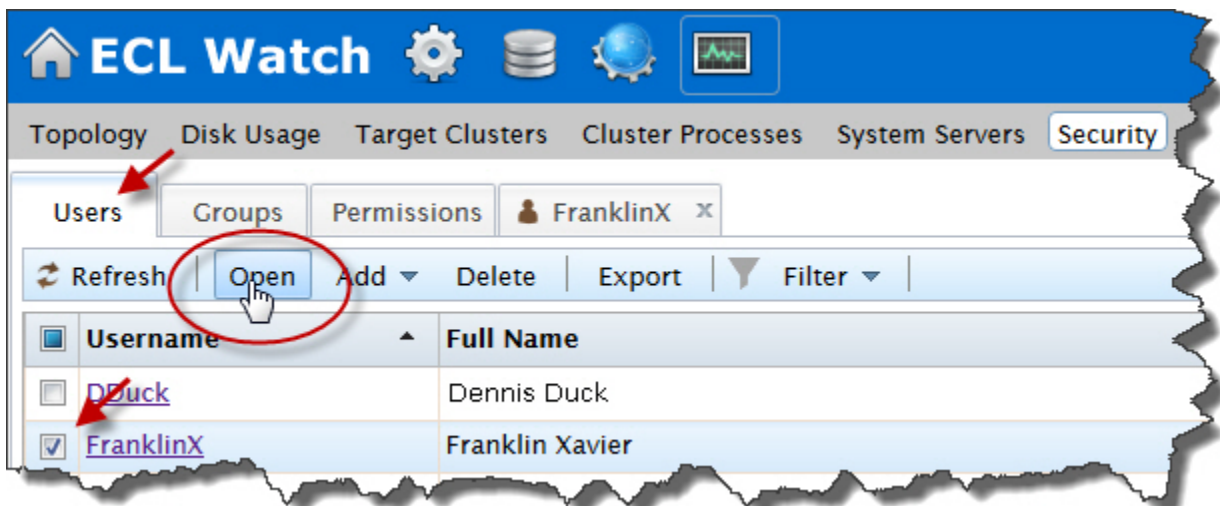 ECL Watch
Topology Disk Usage Target Clusters Cluster Processes System Servers Security
Users Groups Permissions FranklinX x
Refresh Open Add Delete Export Filter
Username Full Name
DDuck Dennis Duck
FranklinX Franklin Xavier